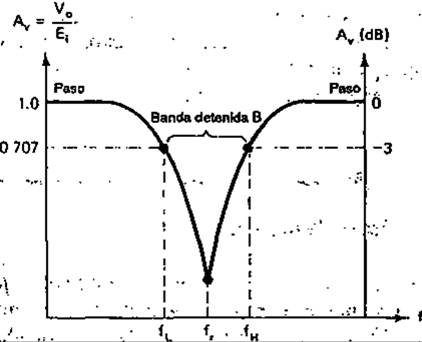 A_v = V_o / E_i
A_v (dB)
Paso
Paso
1.0
0
Banda detenida B
0 707
-3
f_L
f_r
f_H
f